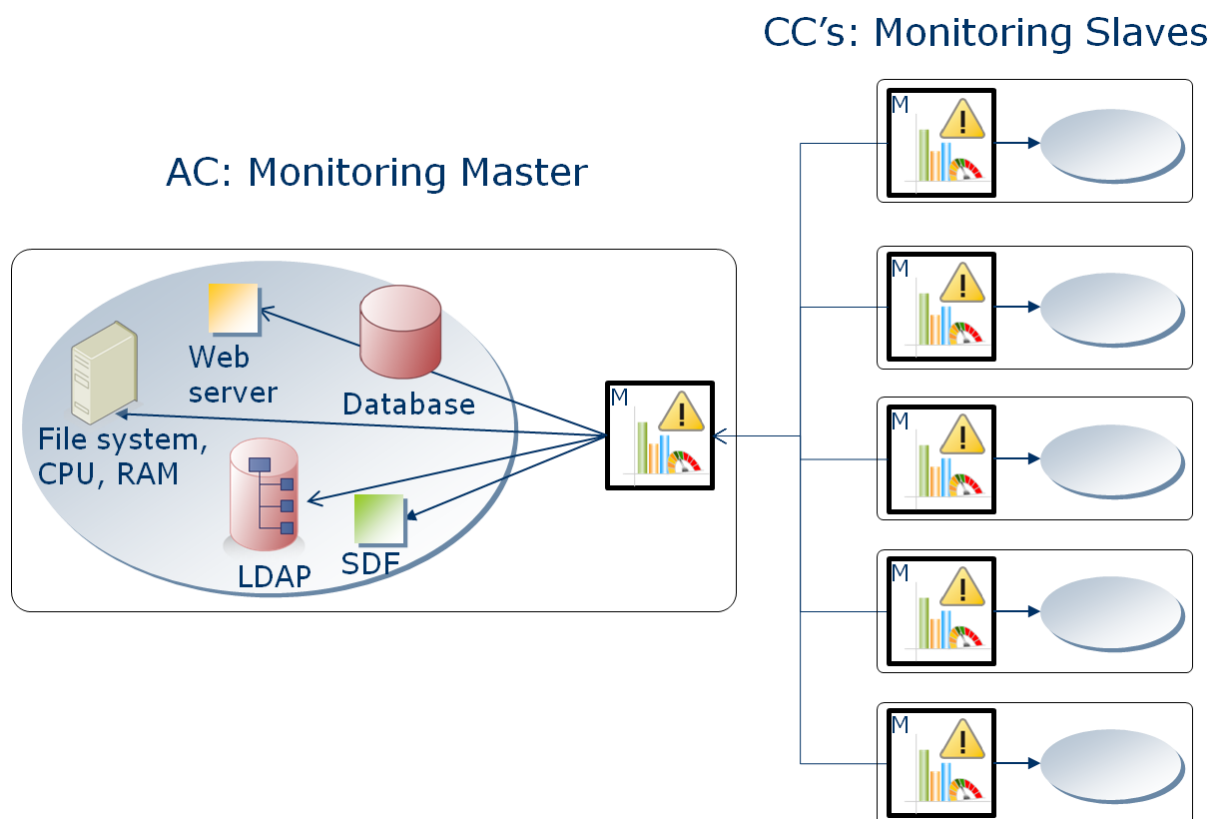 CC’s: Monitoring Slaves
AC: Monitoring Master
M
M
M
M
M
M
Web
server
Database
File system,
CPU, RAM
LDAP
SDF